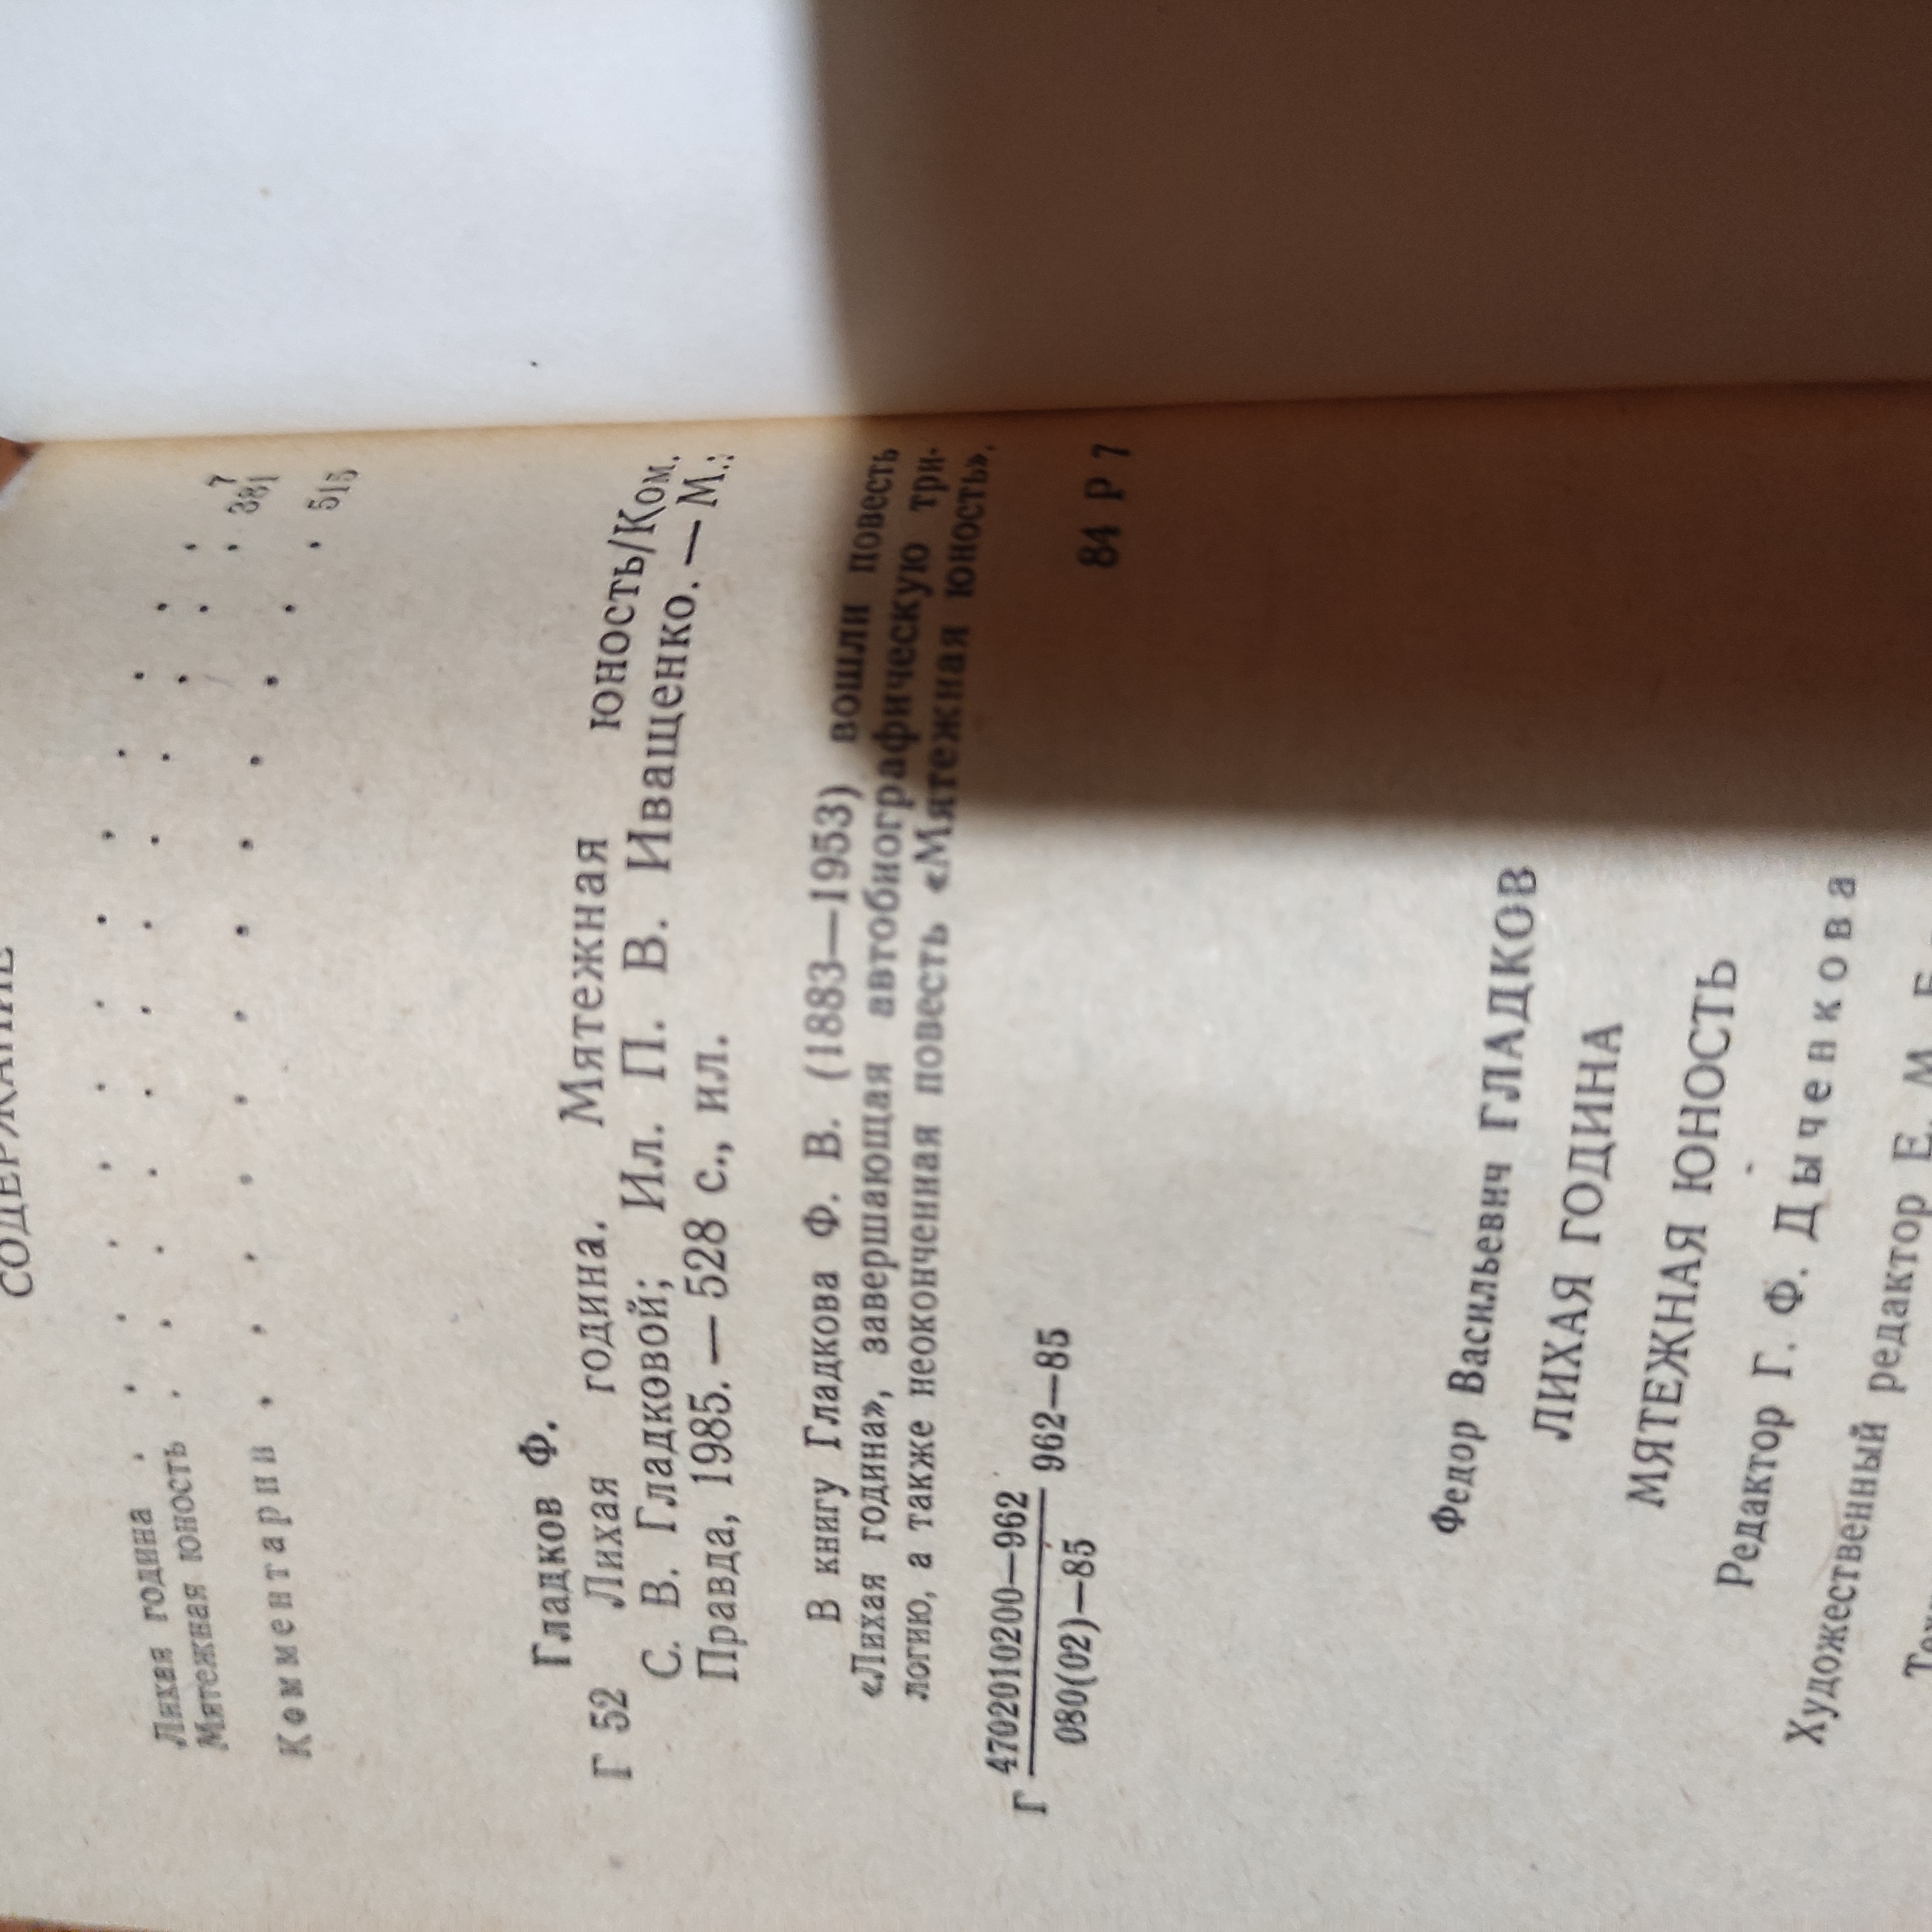 СОДЕРЖАНИЕ
Лихая година . . . . . . . . . . . . 7
Мятежная юность . . . . . . . . . . . . 381
Комментарии . . . . . . . . . . . . 515
Гладков Ф.
Г 52 Лихая година. Мятежная юность/Ком.
С. В. Гладковой; Ил. П. В. Иващенко. — М.:
Правда, 1985. — 528 с., ил.
В книгу Гладкова Ф. В. (1883—1953) вошли повесть
«Лихая година», завершающая автобиографическую три-
логию, а также неоконченная повесть «Мятежная юность».
Г 4702010200—962 962—85
080(02)—85
84 Р 7
Федор Васильевич ГЛАДКОВ
ЛИХАЯ ГОДИНА
МЯТЕЖНАЯ ЮНОСТЬ
Редактор Г. Ф. Дыченкова
Художественный редактор Е. М.